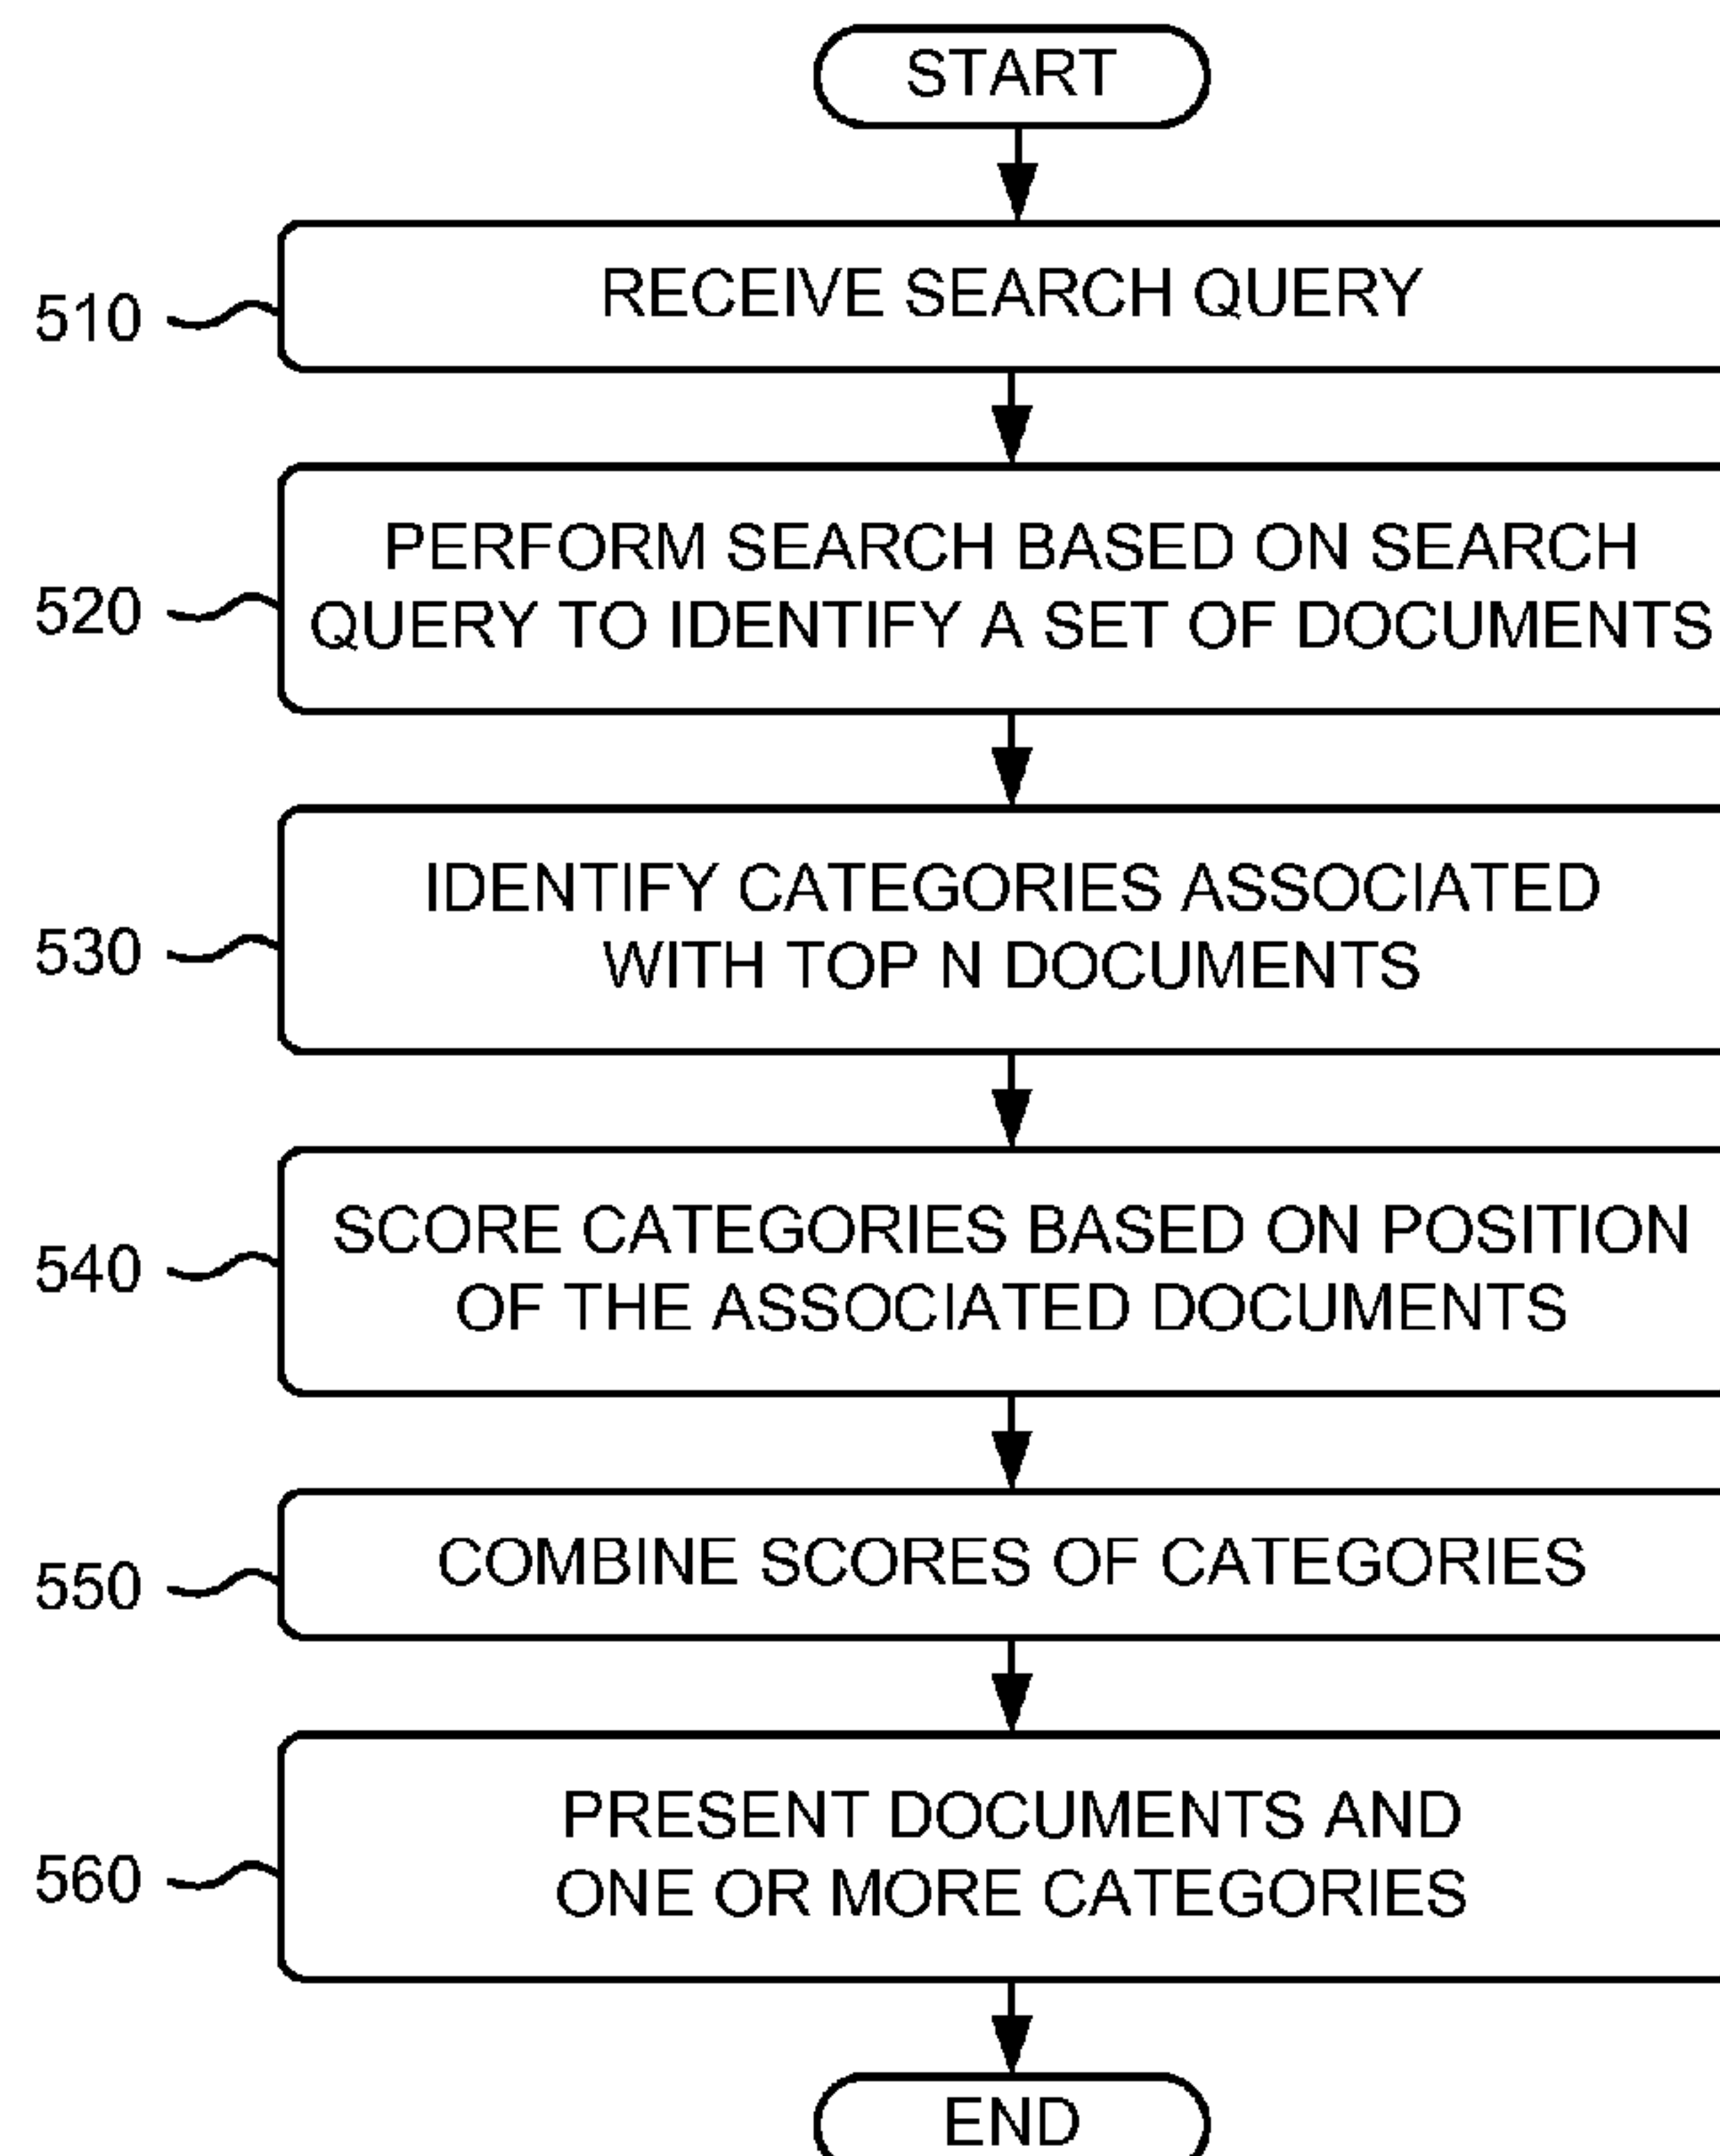 START
510
RECEIVE SEARCH QUERY
520
PERFORM SEARCH BASED ON SEARCH
QUERY TO IDENTIFY A SET OF DOCUMENTS
530
IDENTIFY CATEGORIES ASSOCIATED
WITH TOP N DOCUMENTS
540
SCORE CATEGORIES BASED ON POSITION
OF THE ASSOCIATED DOCUMENTS
550
COMBINE SCORES OF CATEGORIES
560
PRESENT DOCUMENTS AND
ONE OR MORE CATEGORIES
END